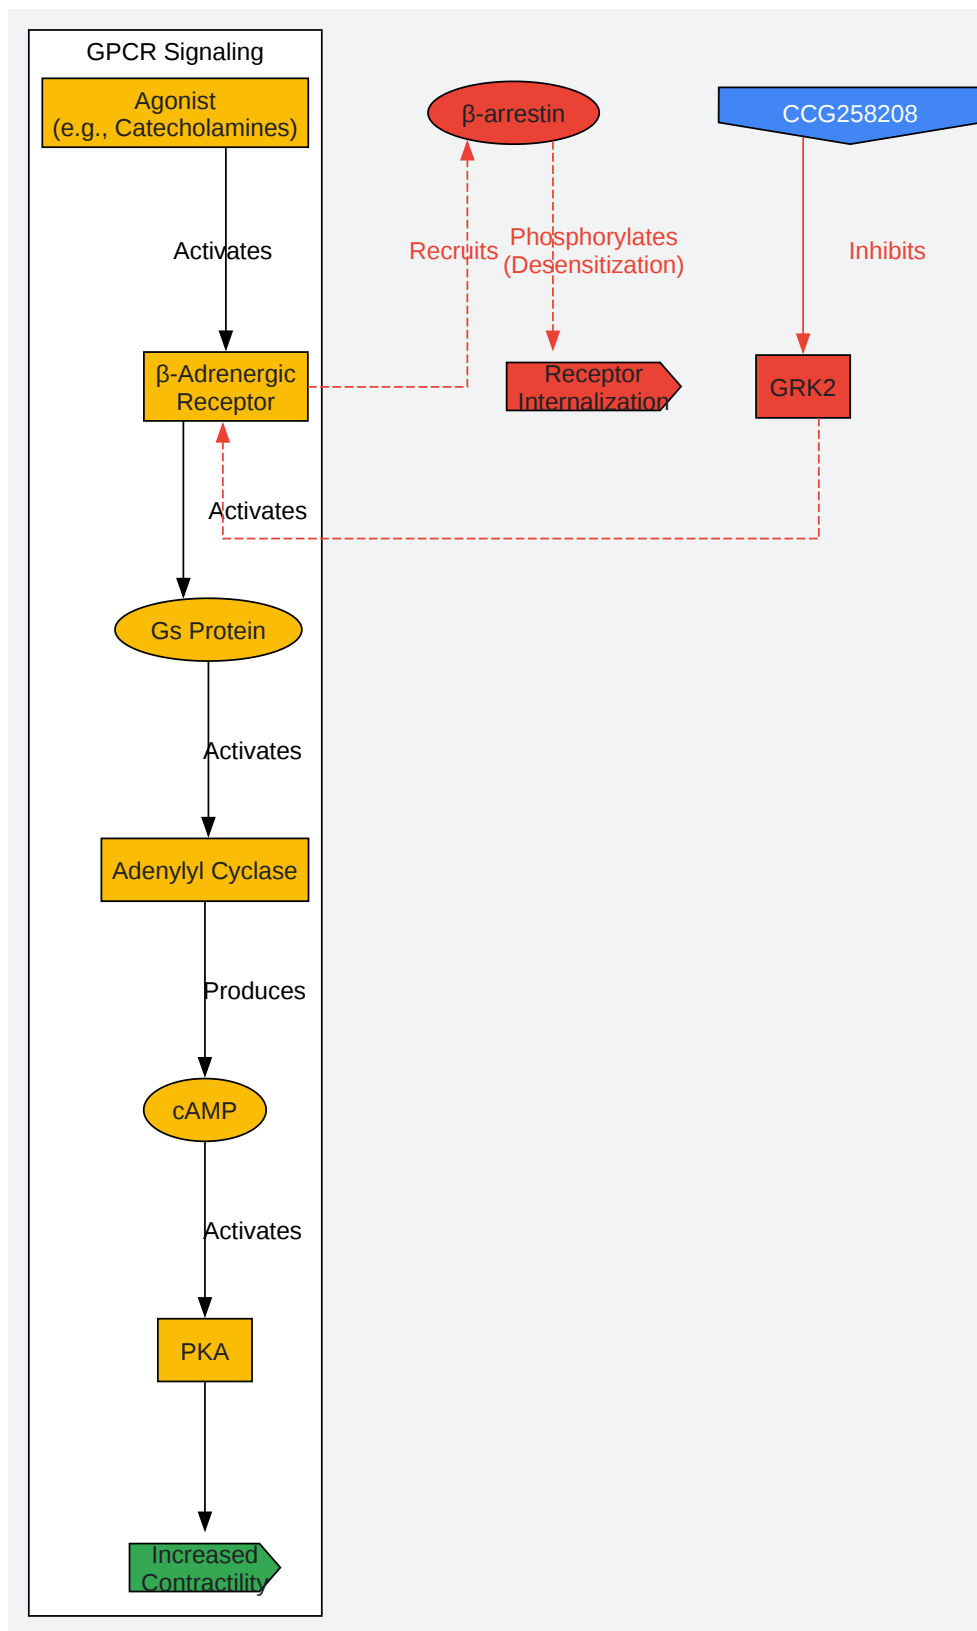 GPCR Signaling
Agonist
(e.g., Catecholamines)
β-arrestin
CCG258208
Activates
Recruits
Phosphorylates
(Desensitization)
Inhibits
β-Adrenergic
Receptor
Receptor
Internalization
GRK2
Activates
Gs Protein
Activates
Adenylyl Cyclase
Produces
cAMP
Activates
PKA
Increased
Contractility